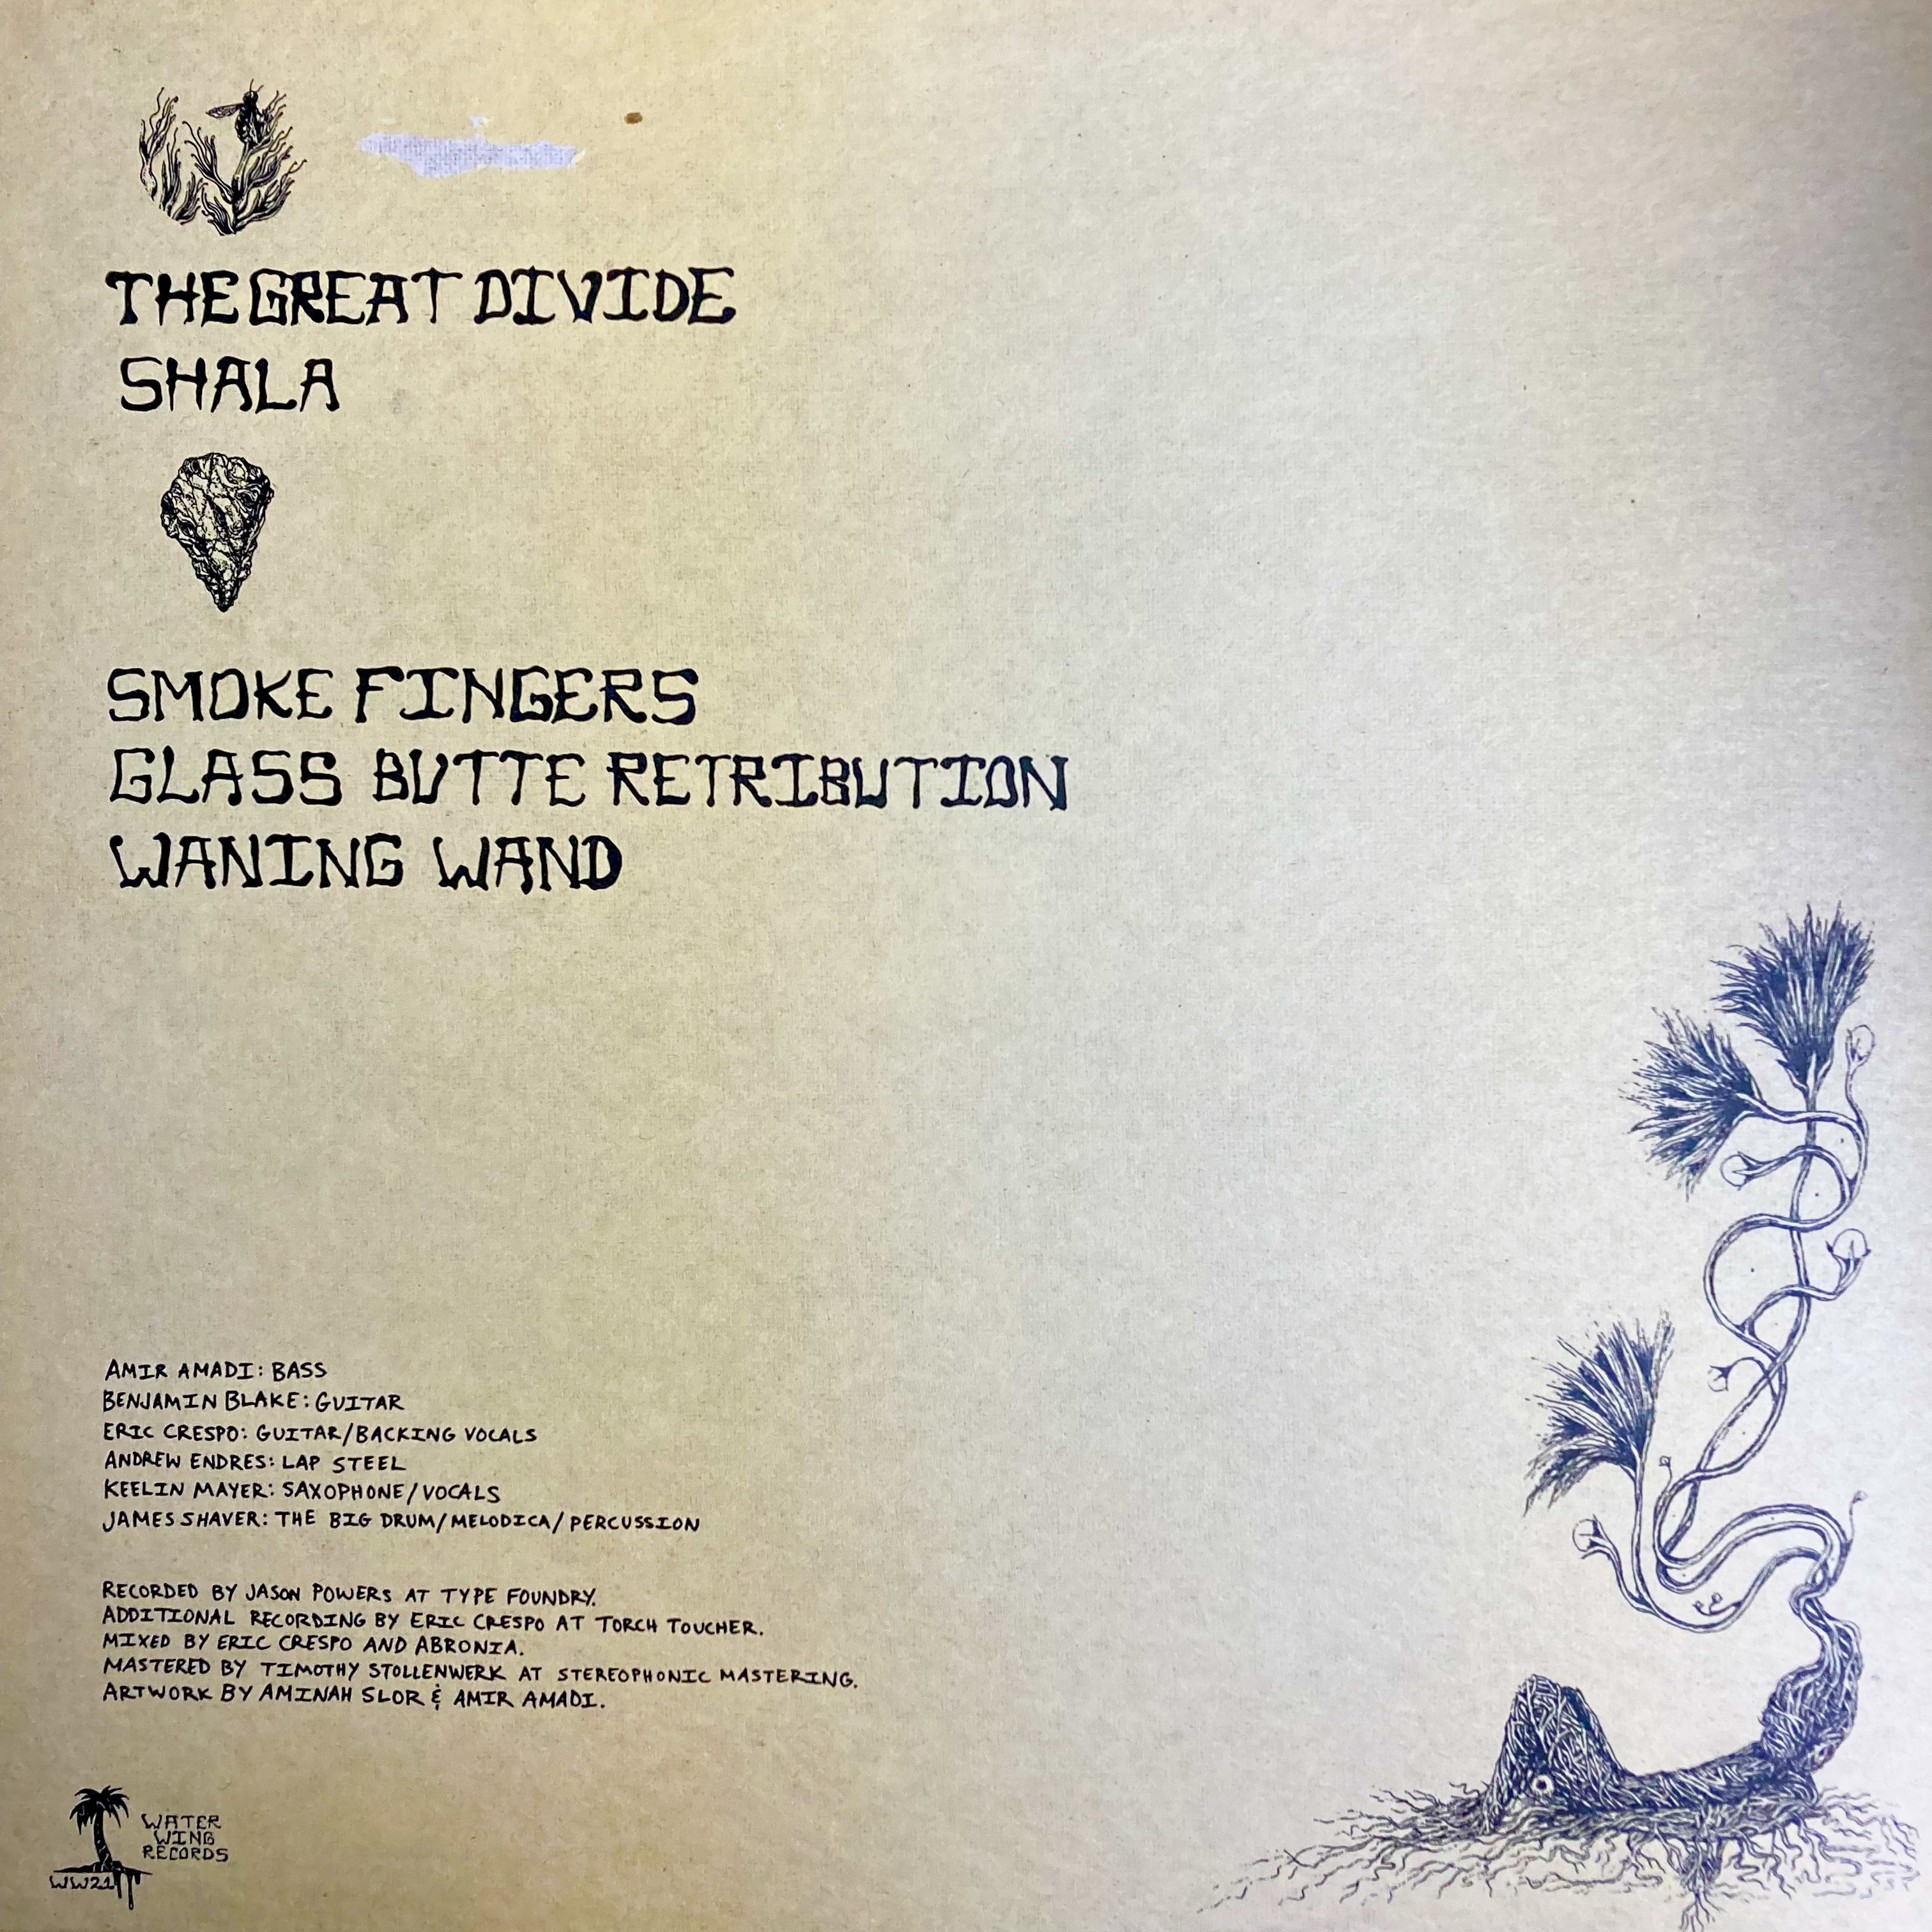 THE GREAT DIVIDE
SHALA
SMOKE FINGERS
GLASS BUTTE RETRIBUTION
WANING WAND
AMIR AMADI: BASS
BENJAMIN BLAKE: GUITAR
ERIC CRESPO: GUITAR/BACKING VOCALS
ANDREW ENDRES: LAP STEEL
KEELIN MAYER: SAXOPHONE/VOCALS
JAMES SHAVER: THE BIG DRUM/MELODICA/PERCUSSION
RECORDED BY JASON POWERS AT TYPE FOUNDRY.
ADDITIONAL RECORDING BY ERIC CRESPO AT TORCH TOUCHER.
MIXED BY ERIC CRESPO AND ABRONIA.
MASTERED BY TIMOTHY STOLLENWERK AT STEREOPHONIC MASTERING.
ARTWORK BY AMINAH SLOR & AMIR AMADI.
WATER
WING
RECORDS
WW21